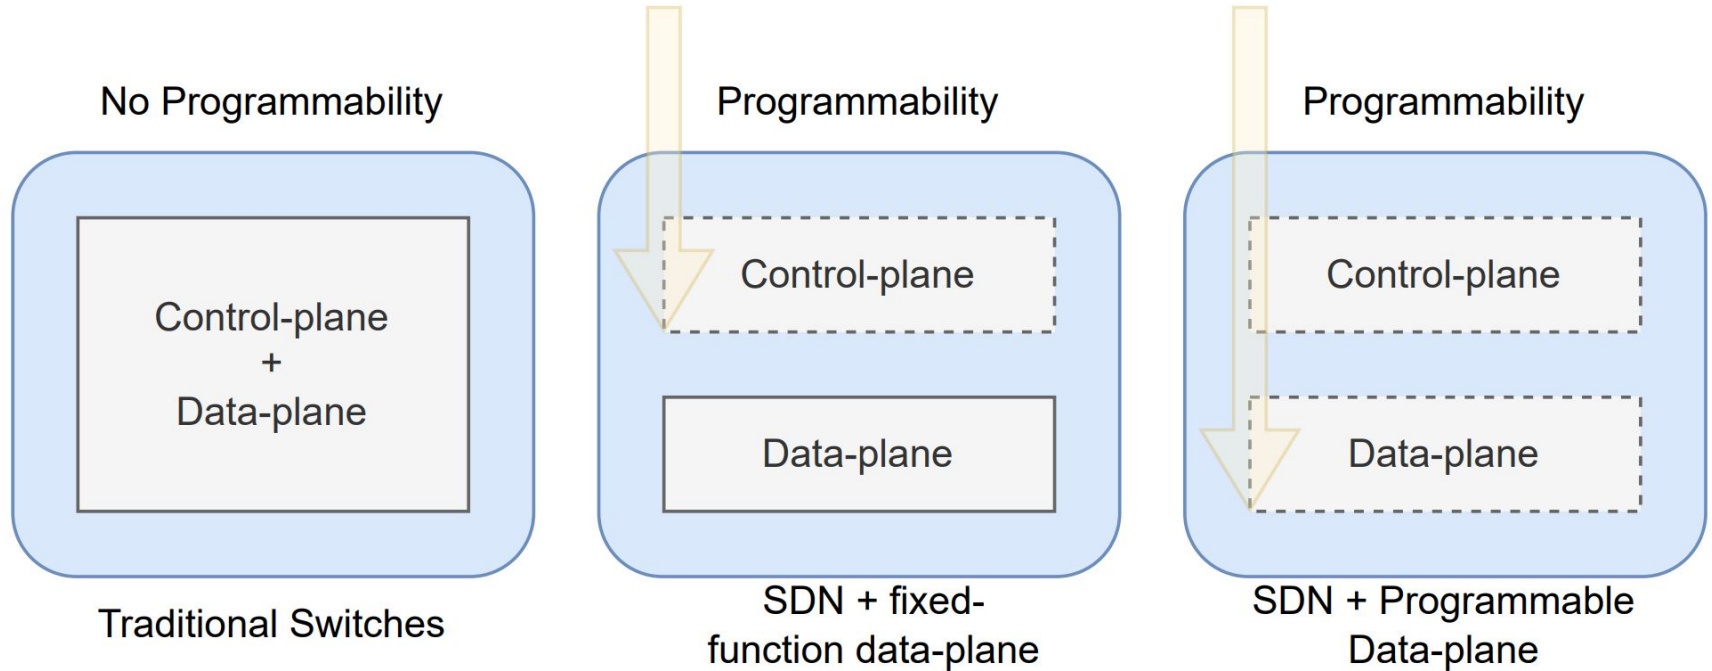 No Programmability
Control-plane
+
Data-plane
Traditional Switches
Programmability
Control-plane
Data-plane
SDN + fixed-
function data-plane
Programmability
Control-plane
Data-plane
SDN + Programmable
Data-plane